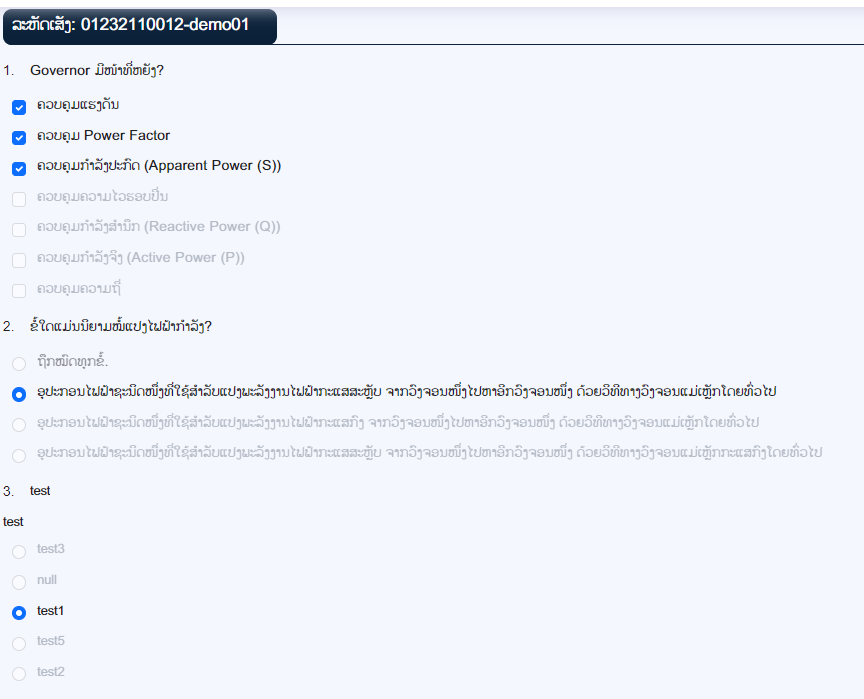 ລະຫັດເສັງ: 01232110012-demo01
1. Governor ມີໜ້າທີ່ຫຍັງ?
ຄວບຄຸມແຮງດັນ
ຄວບຄຸມ Power Factor
ຄວບຄຸມກຳລັງປະກົດ (Apparent Power (S))
ຄວບຄຸມຄວາມໄວຮອບປິ່ນ
ຄວບຄຸມກຳລັງສຳນຶກ (Reactive Power (Q))
ຄວບຄຸມກຳລັງຈິງ (Active Power (P))
ຄວບຄຸມຄວາມຖີ່
2. ຂໍ້ໃດແມ່ນນິຍາມໝໍ້ແປງໄຟຟ້າກຳລັງ?
ຖືກໝົດທຸກຂໍ້.
ອຸປະກອນໄຟຟ້າຊະນິດໜຶ່ງທີ່ໃຊ້ສຳລັບແປງພະລັງງານໄຟຟ້າກະແສສະຫຼັບ ຈາກວົງຈອນໜຶ່ງໄປຫາອີກວົງຈອນໜຶ່ງ ດ້ວຍວິທີທາງວົງຈອນແມ່ເຫຼັກໂດຍທົ່ວໄປ
ອຸປະກອນໄຟຟ້າຊະນິດໜຶ່ງທີ່ໃຊ້ສຳລັບແປງພະລັງງານໄຟຟ້າກະແສກົງ ຈາກວົງຈອນໜຶ່ງໄປຫາອີກວົງຈອນໜຶ່ງ ດ້ວຍວິທີທາງວົງຈອນແມ່ເຫຼັກໂດຍທົ່ວໄປ
ອຸປະກອນໄຟຟ້າຊະນິດໜຶ່ງທີ່ໃຊ້ສຳລັບແປງພະລັງງານໄຟຟ້າກະແສສະຫຼັບ ຈາກວົງຈອນໜຶ່ງໄປຫາອີກວົງຈອນໜຶ່ງ ດ້ວຍວິທີທາງວົງຈອນແມ່ເຫຼັກກະແສກົງໂດຍທົ່ວໄປ
3. test
test
test3
null
test1
test5
test2